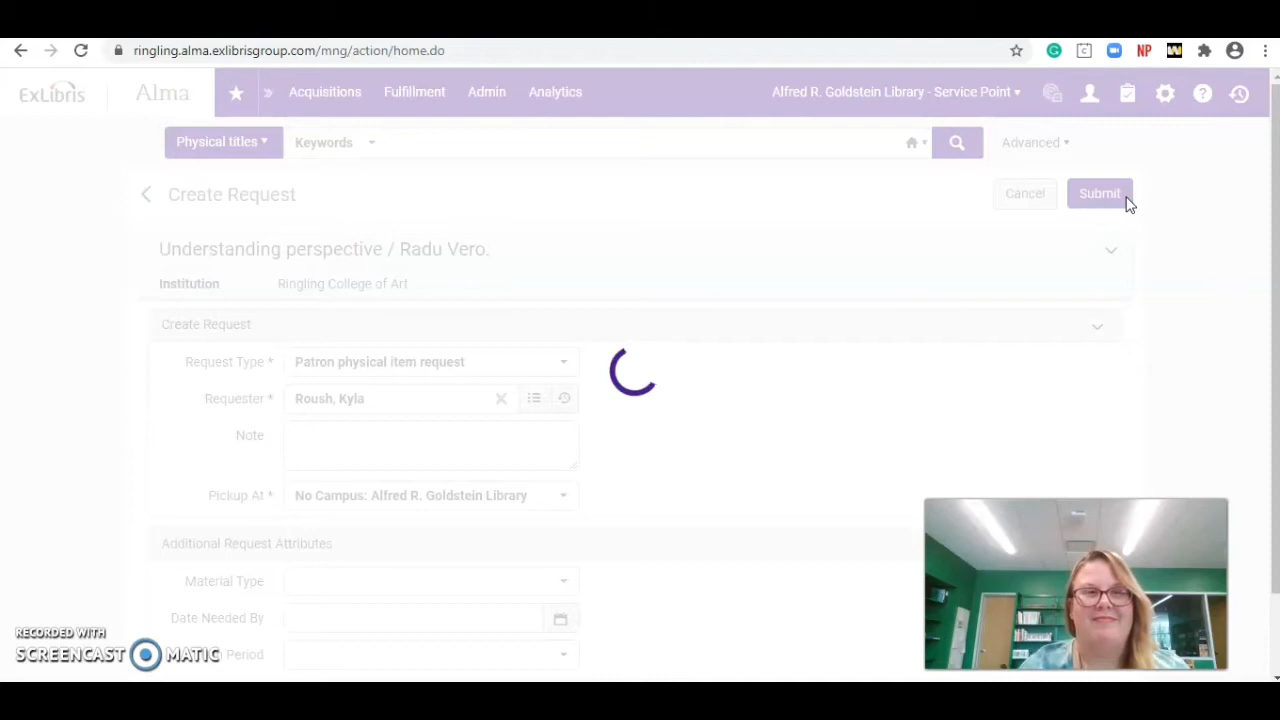 ringling.alma.exlibrisgroup.com/mng/action/home.do
NP
ExLibris Alma Acquisitions Fulfillment Admin Analytics Alfred R. Goldstein Library - Service Point
Physical titles Keywords Advanced
Create Request Cancel Submit
Understanding perspective / Radu Vero.
Institution Ringling College of Art
Create Request
Request Type * Patron physical item request
Requester * Roush, Kyla
Note
Pickup At * No Campus: Alfred R. Goldstein Library
Additional Request Attributes
Material Type
Date Needed By
Period
RECORDED WITH
SCREENCAST MATIC